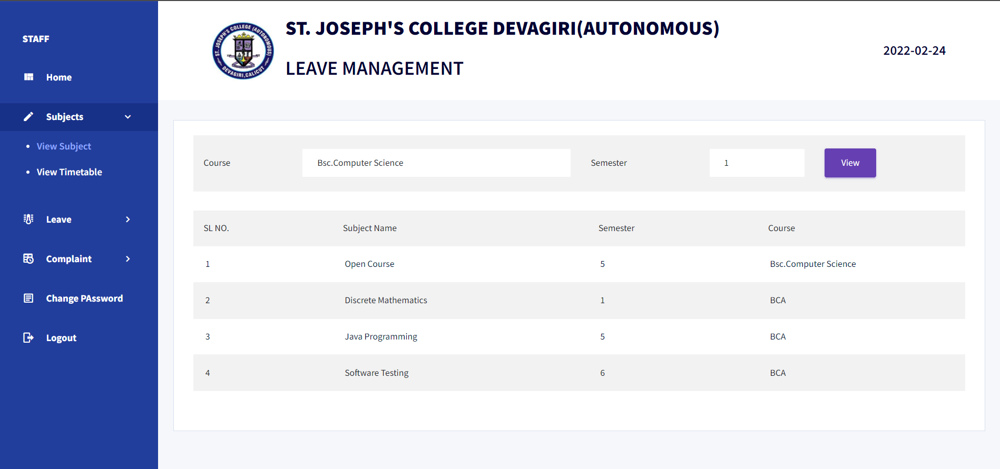 STAFF
Home
Subjects
View Subject
View Timetable
Leave
Complaint
Change PAssword
Logout
ST. JOSEPH'S COLLEGE (AUTONOMOUS)
DEVAGIRI, CALICUT
ST. JOSEPH'S COLLEGE DEVAGIRI(AUTONOMOUS)
LEAVE MANAGEMENT
2022-02-24
Course Bsc.Computer Science Semester 1 View
SL NO. Subject Name Semester Course
1 Open Course 5 Bsc.Computer Science
2 Discrete Mathematics 1 BCA
3 Java Programming 5 BCA
4 Software Testing 6 BCA